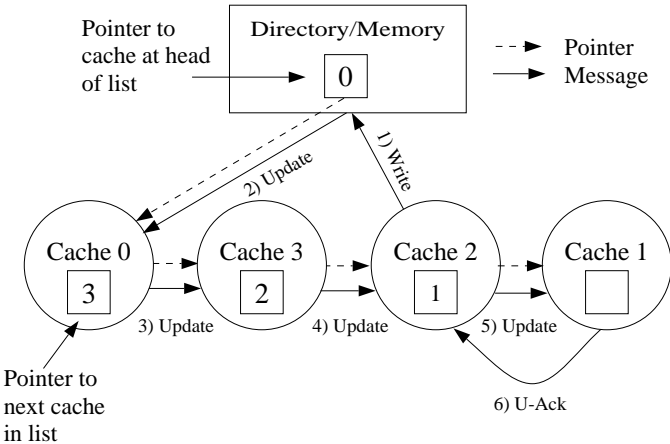 Pointer to
cache at head
of list
Directory/Memory
0
Pointer
Message
1) Write
2) Update
Cache 0
3
Cache 3
2
Cache 2
1
Cache 1
3) Update
4) Update
5) Update
6) U-Ack
Pointer to
next cache
in list